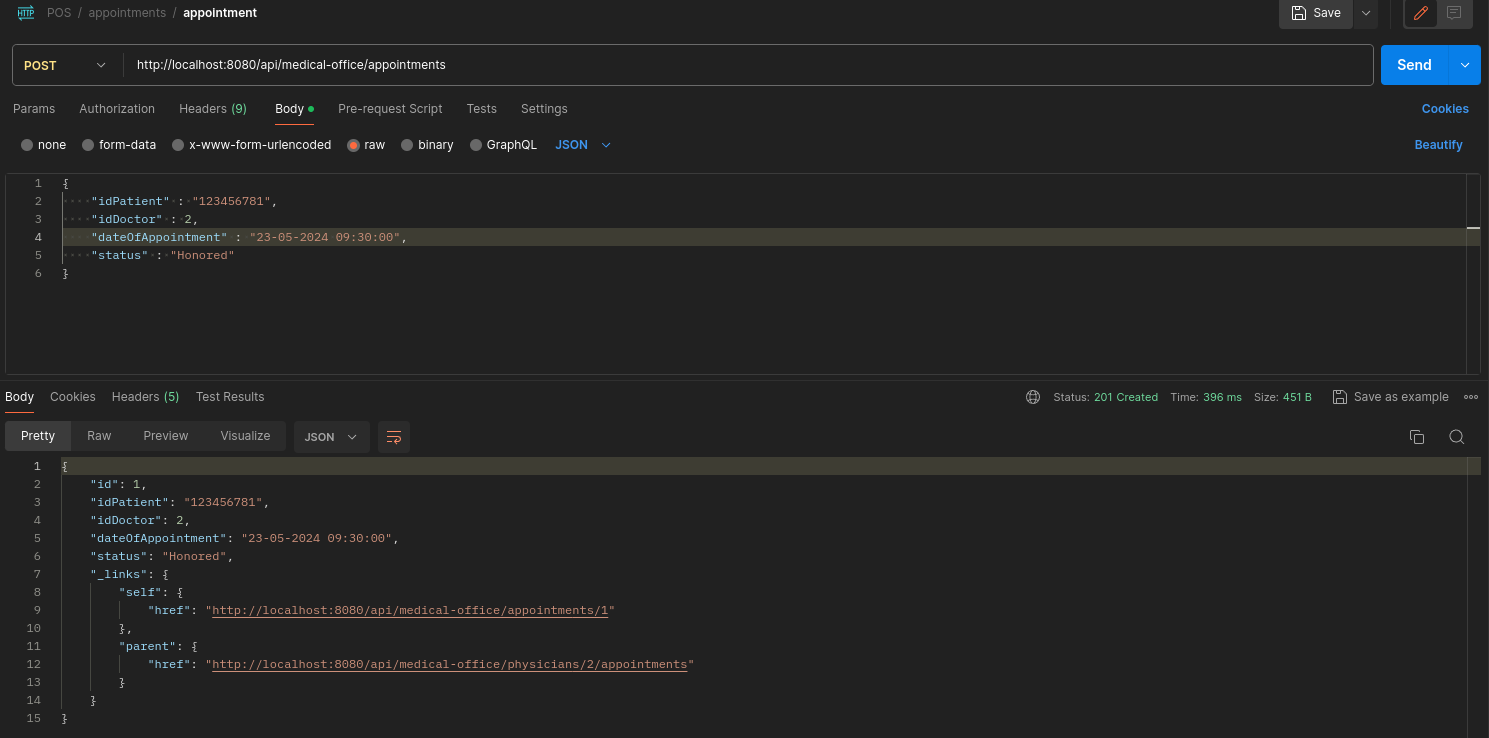 HTTP POS / appointments / appointment Save
POST http://localhost:8080/api/medical-office/appointments Send
Params Authorization Headers (9) Body Pre-request Script Tests Settings Cookies
none form-data x-www-form-urlencoded raw binary GraphQL JSON Beautify
1 {
2 "idPatient" : "123456781",
3 "idDoctor" : 2,
4 "dateOfAppointment" : "23-05-2024 09:30:00",
5 "status" : "Honored"
6 }
Body Cookies Headers (5) Test Results Status: 201 Created Time: 396 ms Size: 451 B Save as example
Pretty Raw Preview Visualize JSON
1 {
2 "id": 1,
3 "idPatient": "123456781",
4 "idDoctor": 2,
5 "dateOfAppointment": "23-05-2024 09:30:00",
6 "status": "Honored",
7 "_links": {
8 "self": {
9 "href": "http://localhost:8080/api/medical-office/appointments/1"
10 },
11 "parent": {
12 "href": "http://localhost:8080/api/medical-office/physicians/2/appointments"
13 }
14 }
15 }